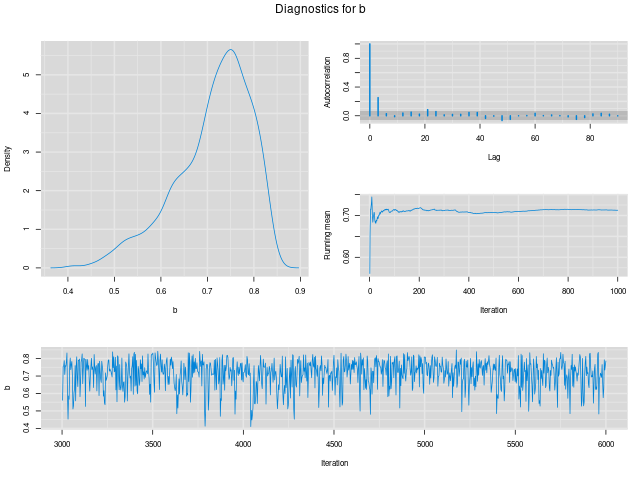 Diagnostics for b
Density
0 1 2 3 4 5
0.4 0.5 0.6 0.7 0.8 0.9
b
Autocorrelation
0.0 0.4 0.8
0 20 40 60 80
Lag
Running mean
0.60 0.70
0 200 400 600 800 1000
Iteration
b
0.4 0.5 0.6 0.7 0.8
3000 3500 4000 4500 5000 5500 6000
Iteration